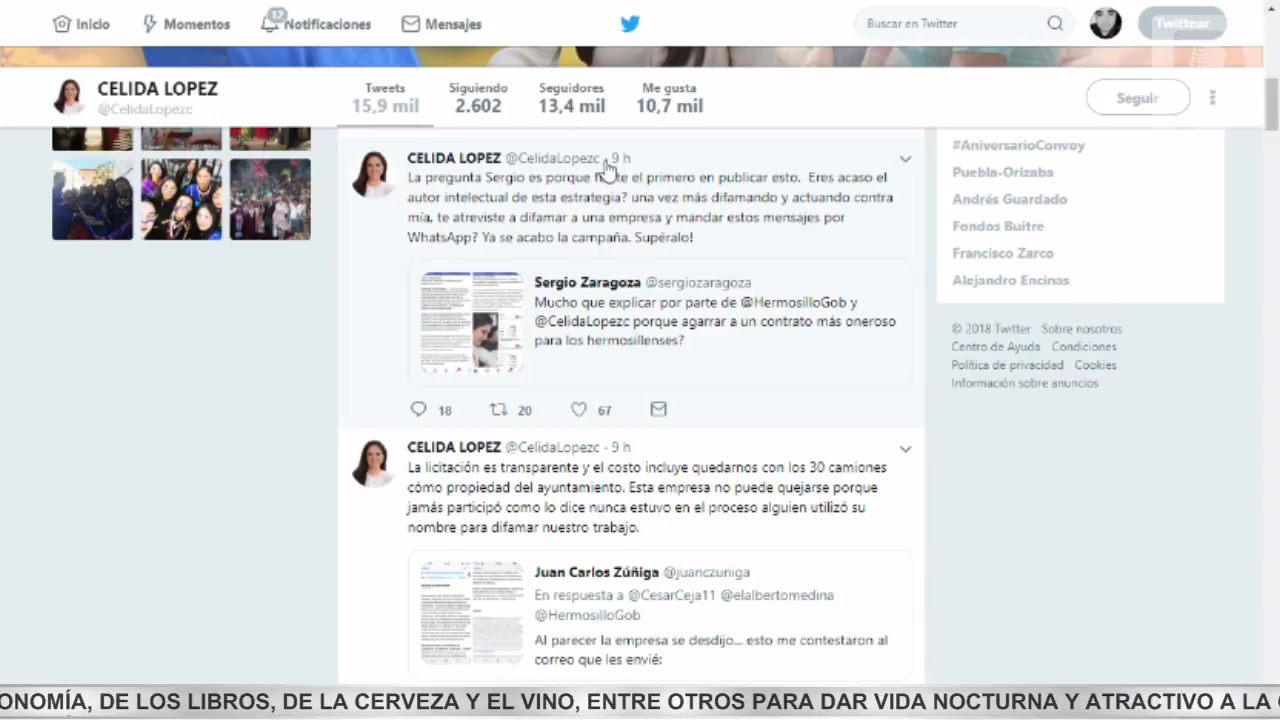 Inicio
Momentos
12
Notificaciones
Mensajes
Buscar en Twitter
Twittear
CELIDA LOPEZ
@CelidaLopezc
Tweets
15,9 mil
Siguiendo
2.602
Seguidores
13,4 mil
Me gusta
10,7 mil
Seguir
CELIDA LOPEZ @CelidaLopezc · 9 h
La pregunta Sergio es porque el primero en publicar esto. Eres acaso el
autor intelectual de esta estrategia? una vez más difamando y actuando contra
mía, te atreviste a difamar a una empresa y mandar estos mensajes por
WhatsApp? Ya se acabo la campaña. Supéralo!
Sergio Zaragoza @sergiozaragoza
Mucho que explicar por parte de @HermosilloGob y
@CelidaLopezc porque agarrar a un contrato más oneroso
para los hermosillenses?
18
20
67
CELIDA LOPEZ @CelidaLopezc · 9 h
La licitación es transparente y el costo incluye quedarnos con los 30 camiones
cómo propiedad del ayuntamiento. Esta empresa no puede quejarse porque
jamás participó como lo dice nunca estuvo en el proceso alguien utilizó su
nombre para difamar nuestro trabajo.
Juan Carlos Zúñiga @juanczuniga
En respuesta a @CesarCeja11 @elalbertomedina
@HermosilloGob
Al parecer la empresa se desdijo... esto me contestaron al
correo que les envié:
#AniversarioConvoy
Puebla-Orizaba
Andrés Guardado
Fondos Buitre
Francisco Zarco
Alejandro Encinas
© 2018 Twitter Sobre nosotros
Centro de Ayuda Condiciones
Política de privacidad Cookies
Información sobre anuncios
ONOMÍA, DE LOS LIBROS, DE LA CERVEZA Y EL VINO, ENTRE OTROS PARA DAR VIDA NOCTURNA Y ATRACTIVO A LA